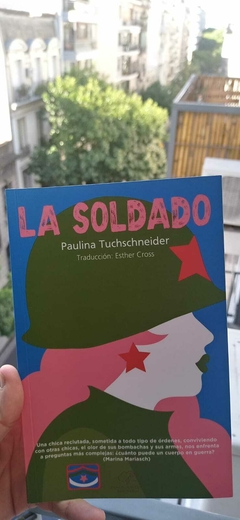 LA SOLDADO
Paulina Tuchschneider
Traducción: Esther Cross
Una chica reclutada, sometida a todo tipo de órdenes, conviviendo
con otras chicas, el olor de sus bombachas y sus armas, nos enfrenta
a preguntas más complejas: ¿cuánto puede un cuerpo en guerra?
(Marina Mariasch)